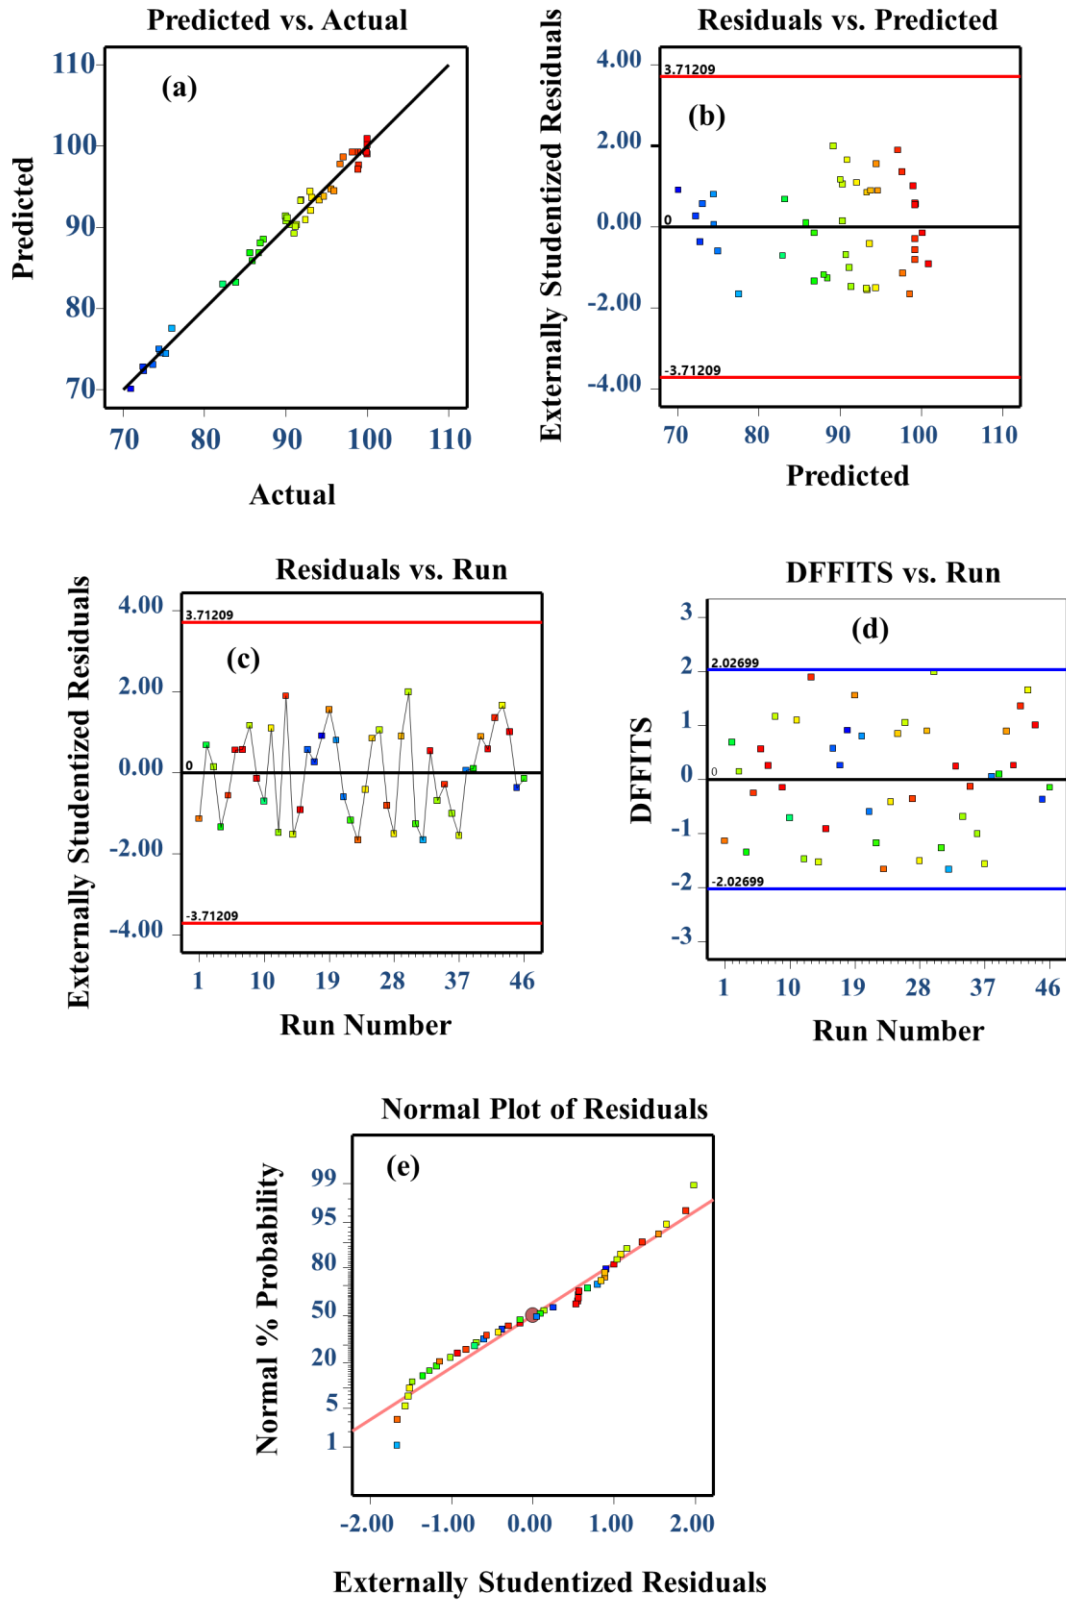 Predicted vs. Actual
(a)
Predicted
110
100
90
80
70
70 80 90 100 110
Actual
Residuals vs. Predicted
(b)
Externally Studentized Residuals
4.00
3.71209
2.00
0.00
0
-2.00
-3.71209
-4.00
70 80 90 100 110
Predicted
Residuals vs. Run
(c)
Externally Studentized Residuals
4.00
3.71209
2.00
0.00
0
-2.00
-3.71209
-4.00
1 10 19 28 37 46
Run Number
DFFITS vs. Run
(d)
DFFITS
3
2
2.02699
1
0
0
-1
-2
-2.02699
-3
1 10 19 28 37 46
Run Number
Normal Plot of Residuals
(e)
Normal % Probability
99
95
80
50
20
5
1
-2.00 -1.00 0.00 1.00 2.00
Externally Studentized Residuals